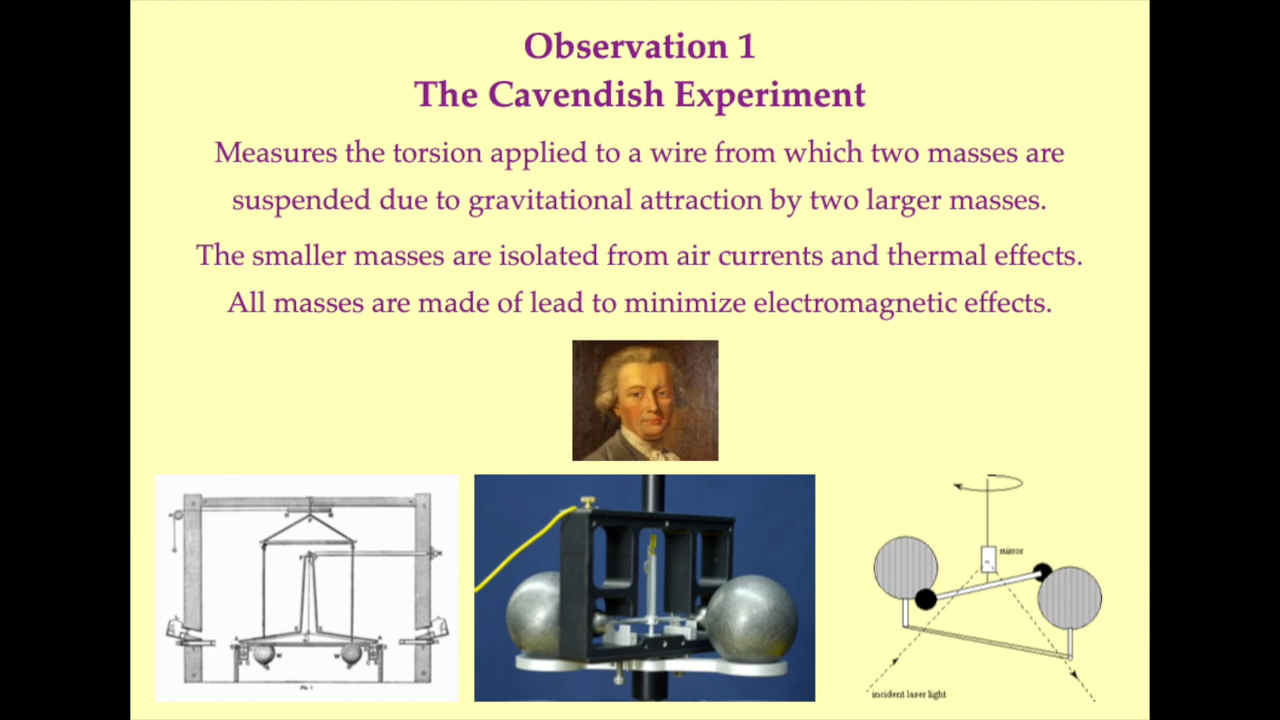 Observation 1
The Cavendish Experiment
Measures the torsion applied to a wire from which two masses are
suspended due to gravitational attraction by two larger masses.
The smaller masses are isolated from air currents and thermal effects.
All masses are made of lead to minimize electromagnetic effects.
mirror
incident laser light